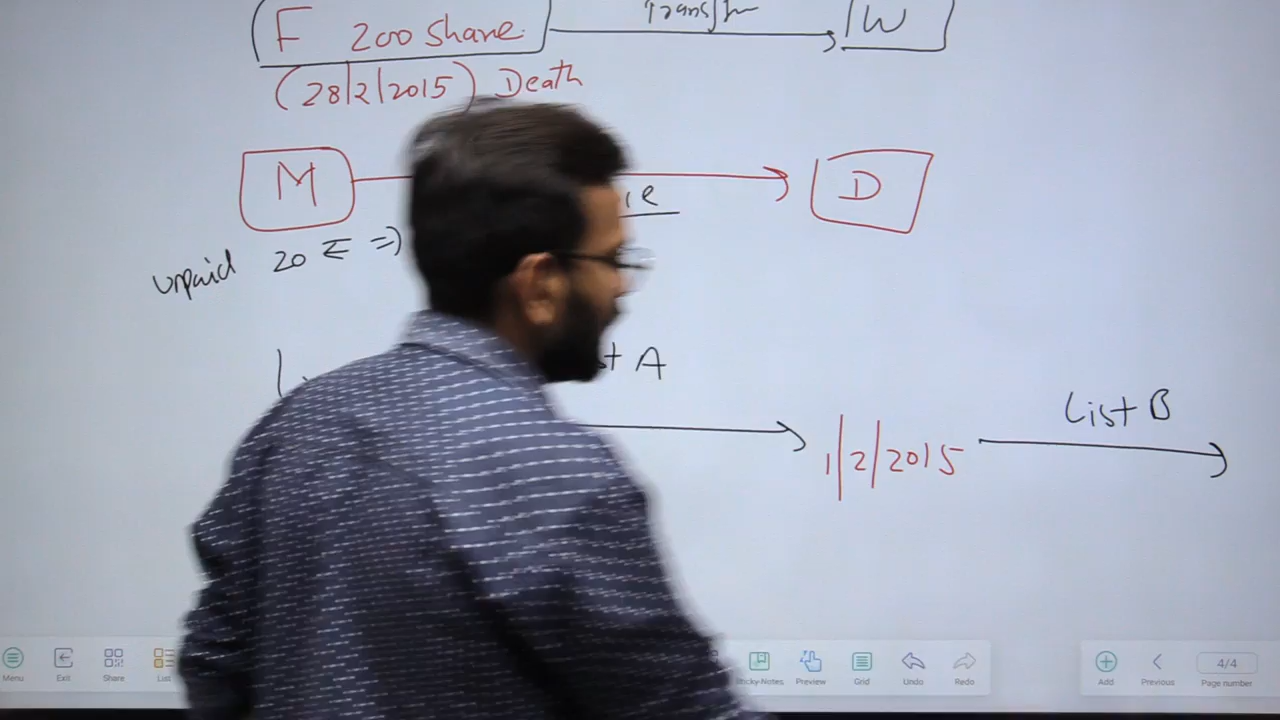 F 200 Share. Transfer W
(28/2/2015) Death
M D
unpaid 20 ₹ =>
A
List B
1/2/2015
Menu Exit Share Sticky-Notes Preview Grid Undo Redo Add Previous 4/4 Page number